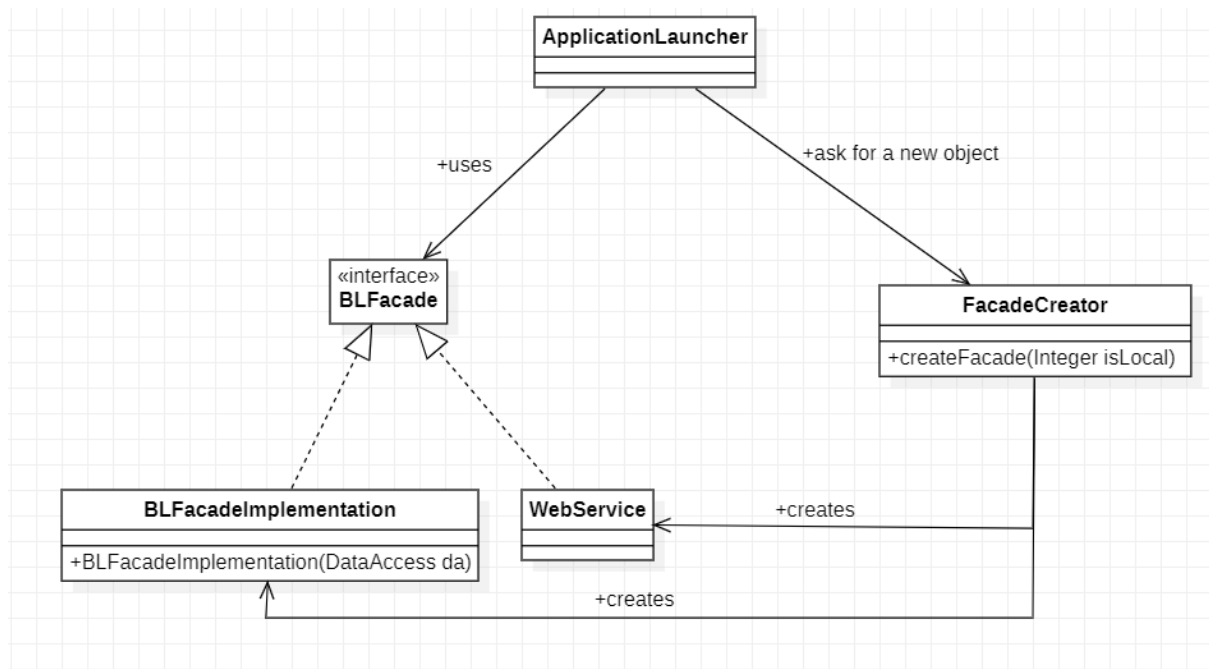 ApplicationLauncher
+uses
+ask for a new object
«interface»
BLFacade
FacadeCreator
+createFacade(Integer isLocal)
BLFacadeImplementation
+BLFacadeImplementation(DataAccess da)
WebService
+creates
+creates